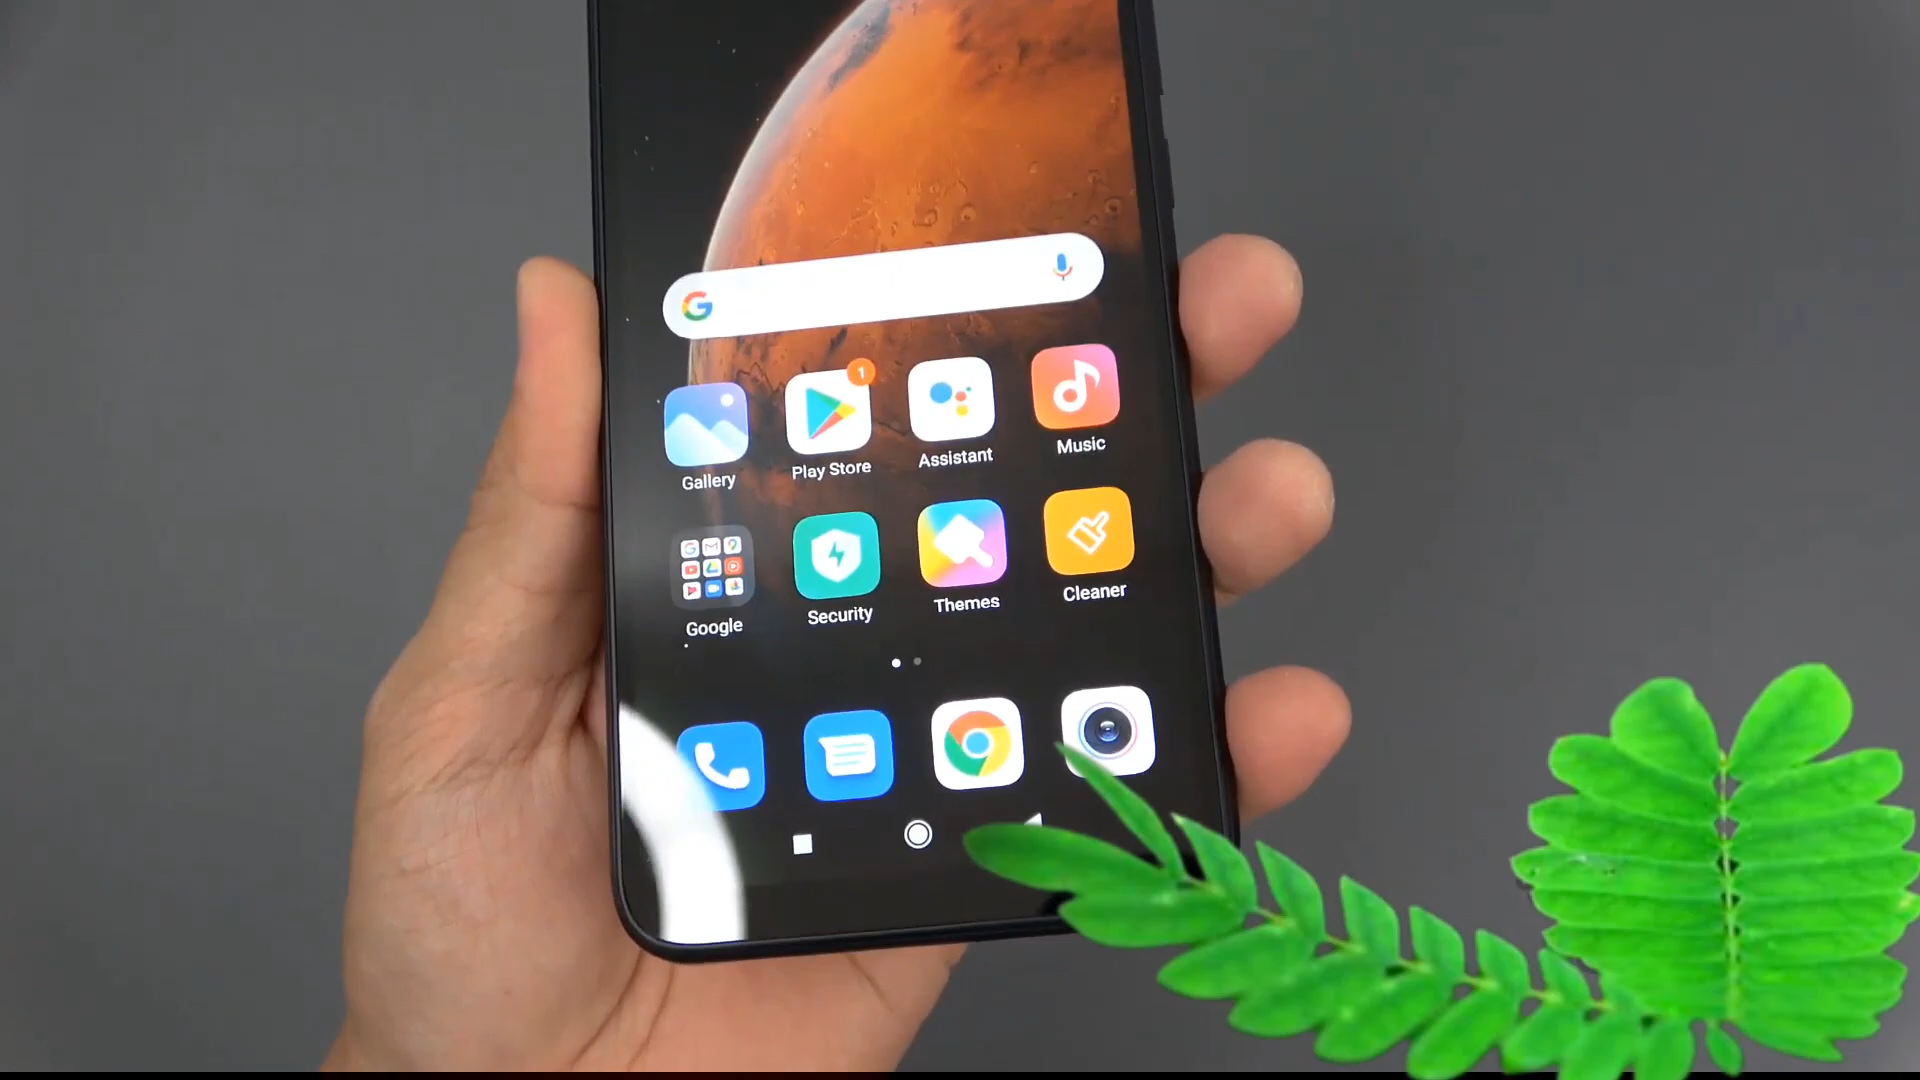 1
Gallery
Play Store
Assistant
Music
Google
Security
Themes
Cleaner